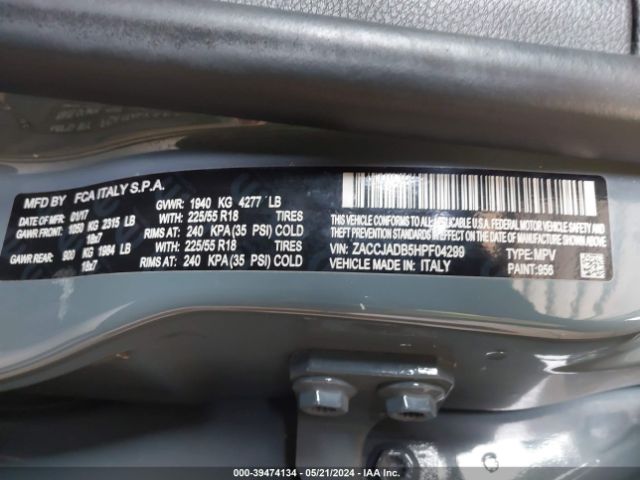 MFD BY FCA ITALY S.P.A.
DATE OF MFR 01/17 GVWR: 1940 KG 4277 LB
GAWR FRONT: 1050 KG 2315 LB WITH: 225/55 R18 TIRES
18x7 RIMS AT: 240 KPA (35 PSI) COLD
GAWR REAR: 900 KG 1984 LB WITH: 225/55 R18 TIRES
18x7 RIMS AT: 240 KPA (35 PSI) COLD
THIS VEHICLE CONFORMS TO ALL APPLICABLE U.S.A. FEDERAL MOTOR VEHICLE SAFETY, BUMPER AND
THEFT PREVENTION STANDARDS IN EFFECT ON THE DATE OF MANUFACTURE SHOWN ABOVE.
VIN: ZACCJADB5HPF04299 TYPE: MPV
VEHICLE MADE IN: ITALY PAINT: 956
000-39474134 - 05/21/2024 - IAA Inc.